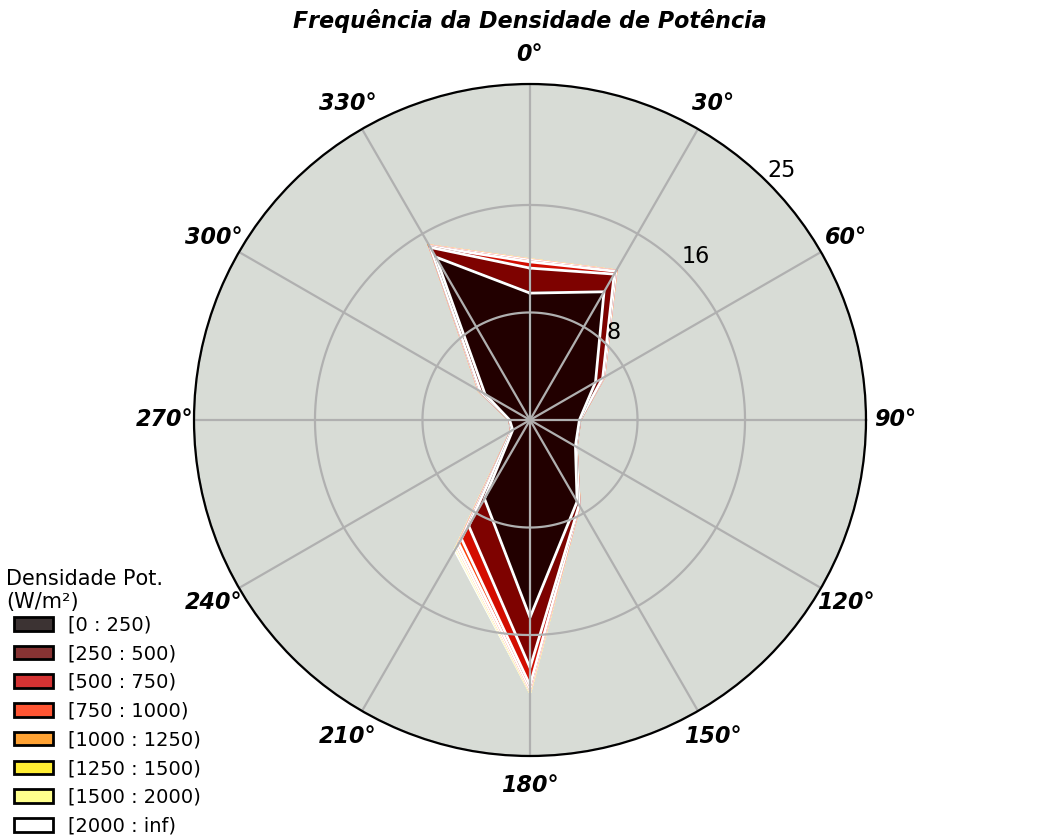 Frequência da Densidade de Potência
0°
330°
30°
25
300°
60°
16
8
270°
90°
240°
120°
210°
150°
180°
Densidade Pot.
(W/m²)
[0 : 250)
[250 : 500)
[500 : 750)
[750 : 1000)
[1000 : 1250)
[1250 : 1500)
[1500 : 2000)
[2000 : inf)